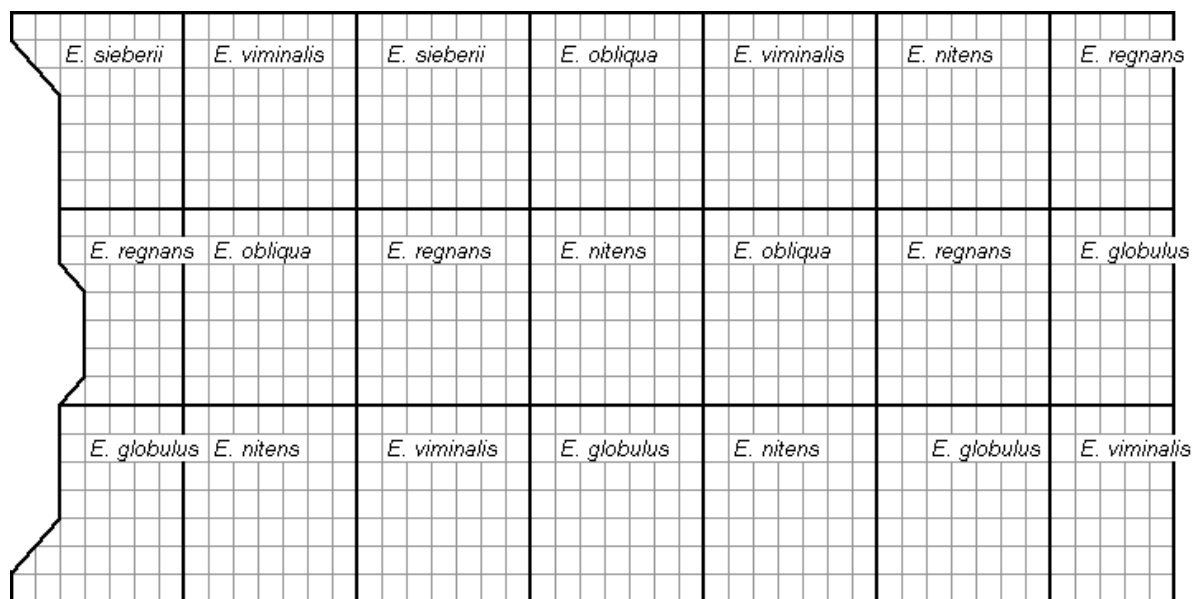 E. sieberii E. viminalis E. sieberii E. obliqua E. viminalis E. nitens E. regnans
E. regnans E. obliqua E. regnans E. nitens E. obliqua E. regnans E. globulus
E. globulus E. nitens E. viminalis E. globulus E. nitens E. globulus E. viminalis